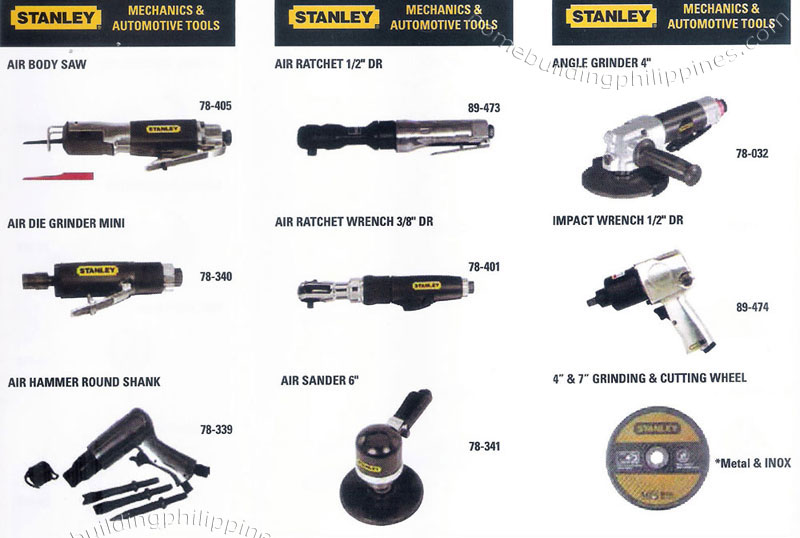 STANLEY
MECHANICS &
AUTOMOTIVE TOOLS
AIR BODY SAW
78-405
STANLEY
AIR DIE GRINDER MINI
78-340
STANLEY
AIR HAMMER ROUND SHANK
78-339
STANLEY
MECHANICS &
AUTOMOTIVE TOOLS
AIR RATCHET 1/2" DR
89-473
AIR RATCHET WRENCH 3/8" DR
78-401
STANLEY
AIR SANDER 6"
78-341
STANLEY
STANLEY
MECHANICS &
AUTOMOTIVE TOOLS
ANGLE GRINDER 4"
78-032
STANLEY
IMPACT WRENCH 1/2" DR
89-474
4" & 7" GRINDING & CUTTING WHEEL
STANLEY
*Metal & INOX
homebuildingphilippines.com
buildingphilippines